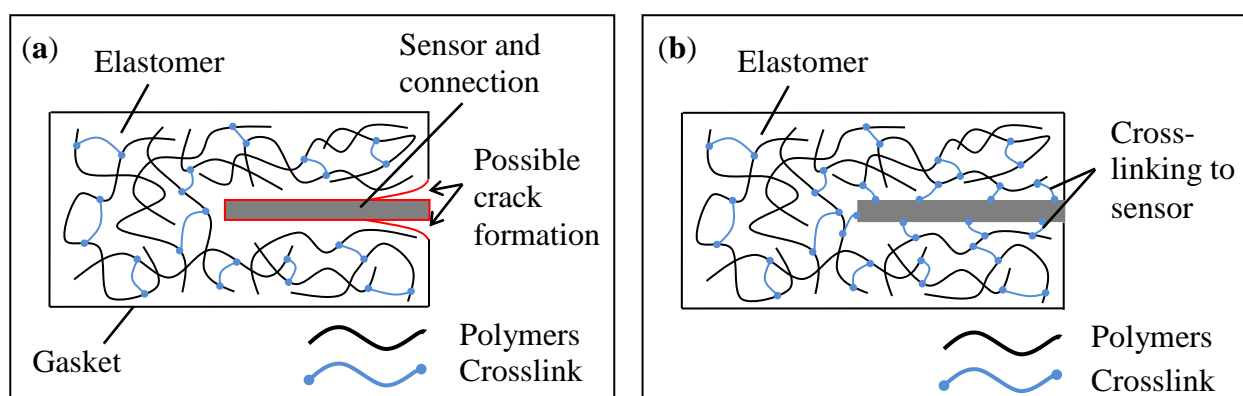 (a)
Elastomer
Sensor and
connection
Possible
crack
formation
Gasket
Polymers
Crosslink
(b)
Elastomer
Cross-
linking to
sensor
Polymers
Crosslink